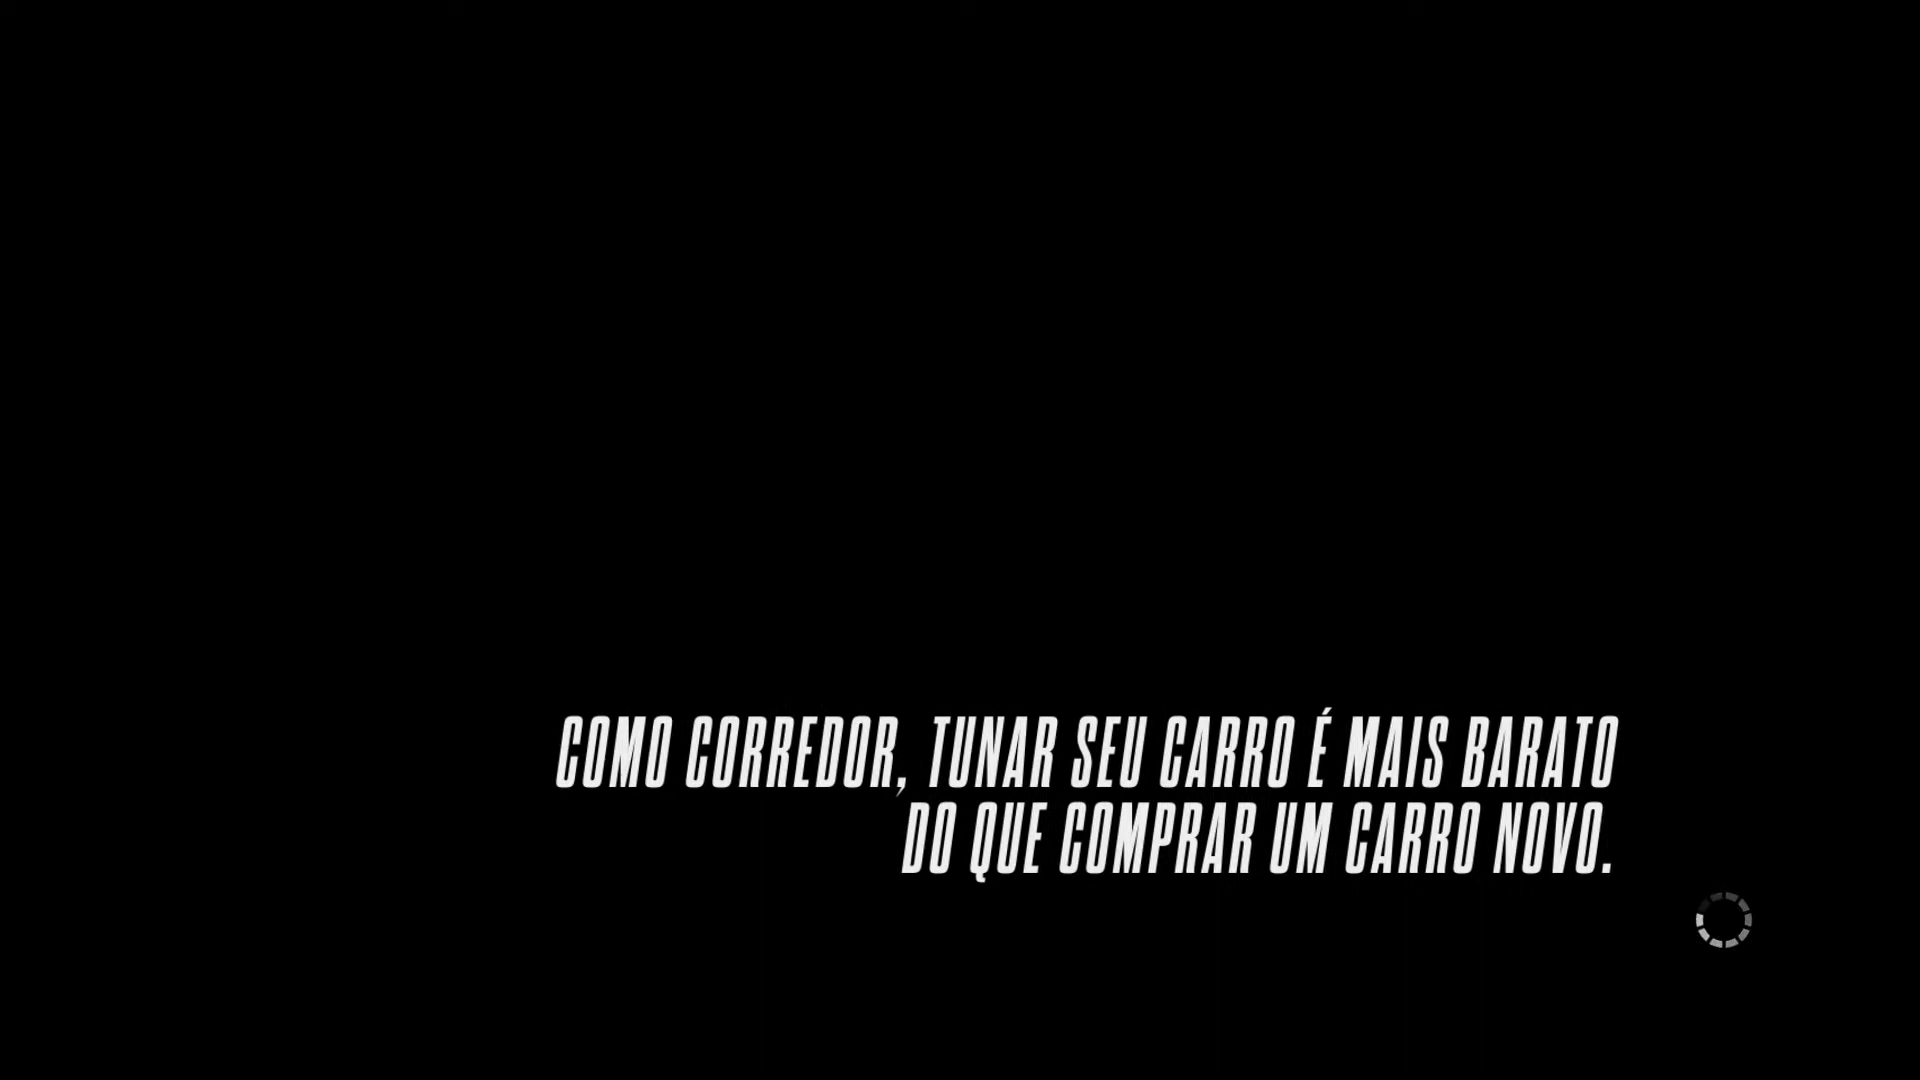 COMO CORREDOR, TUNAR SEU CARRO É MAIS BARATO
DO QUE COMPRAR UM CARRO NOVO.